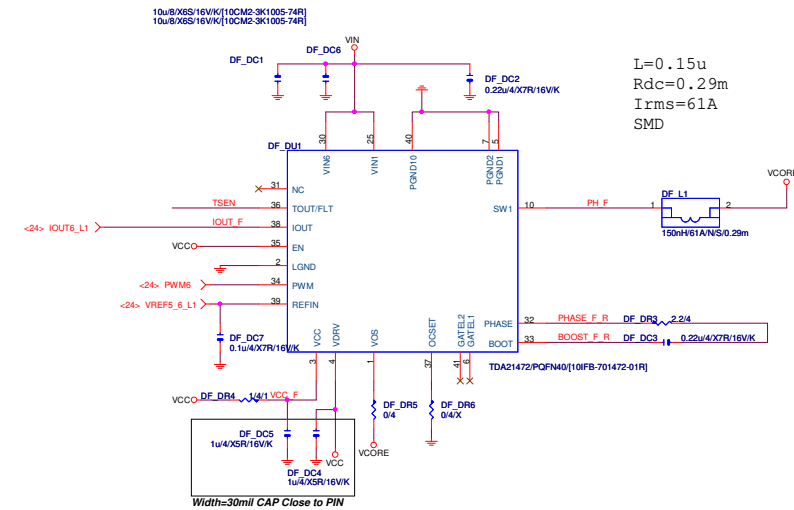 10u/8/X6S/16V/K/[10CM2-3K1005-74R]
10u/8/X6S/16V/K/[10CM2-3K1005-74R]
VIN
DF_DC6
DF_DC1
DF_DC2
0.22u/4/X7R/16V/K
L=0.15u
Rdc=0.29m
Irms=61A
SMD
DF_DU1
30
25
40
7
5
VIN6
VIN1
PGND10
PGND2
PGND1
VCORE
31
NC
TSEN
36
TOUT/FLT
SW1
10
PH_F
1
DF_L1
2
150nH/61A/N/S/0.29m
<24> IOUT6_L1
IOUT_F
38
IOUT
VCC
35
EN
2
LGND
<24> PWM6
34
PWM
<24> VREF5_6_L1
39
REFIN
DF_DC7
0.1u/4/X7R/16V/K
PHASE
32
PHASE_F_R
DF_DR3
2.2/4
BOOT
33
BOOST_F_R
DF_DC3
0.22u/4/X7R/16V/K
VCC
VDRV
VOS
OCSET
GATEL2
GATEL1
3
4
1
37
41
6
TDA21472/PQFN40/[10IFB-701472-01R]
VCC
DF_DR4
1/4/1
VCC_F
DF_DR5
0/4
DF_DR6
0/4/X
DF_DC5
1u/4/X5R/16V/K
VCORE
VCC
DF_DC4
1u/4/X5R/16V/K
Width=30mil CAP Close to PIN